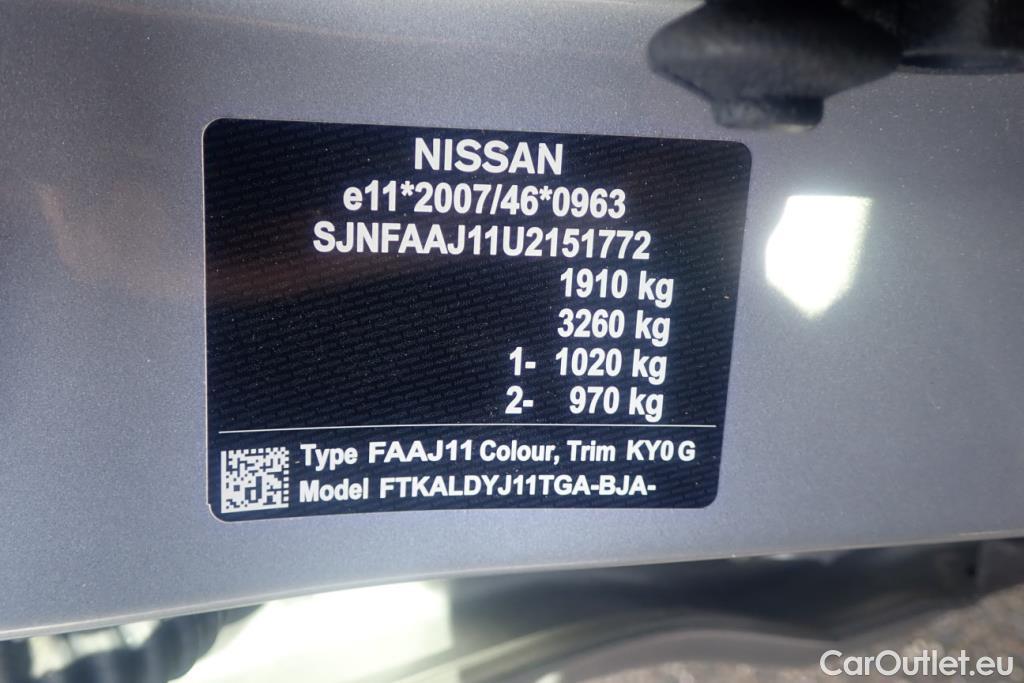 NISSAN
e11*2007/46*0963
SJNFAAJ11U2151772
1910 kg
3260 kg
1- 1020 kg
2- 970 kg
Type FAAJ11 Colour, Trim KY0 G
Model FTKALDYJ11TGA-BJA-
CarOutlet.eu